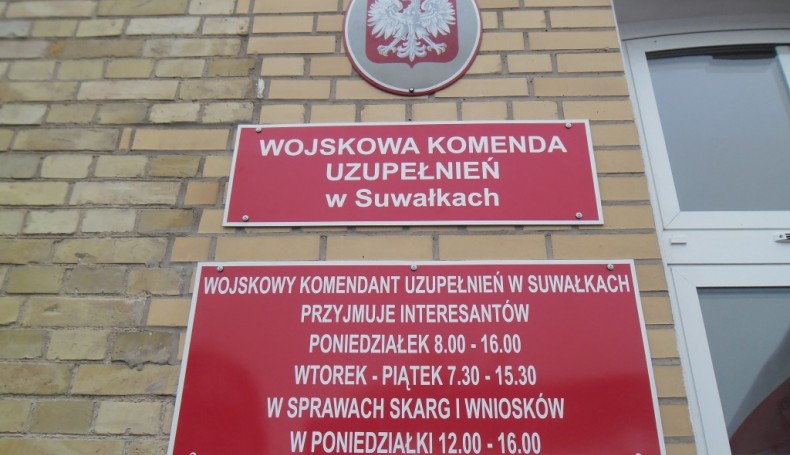 WOJSKOWA KOMENDA
UZUPEŁNIEŃ
w Suwałkach
WOJSKOWY KOMENDANT UZUPEŁNIEŃ W SUWAŁKACH
PRZYJMUJE INTERESANTÓW
PONIEDZIAŁEK 8.00 - 16.00
WTOREK - PIĄTEK 7.30 - 15.30
W SPRAWACH SKARG I WNIOSKÓW
W PONIEDZIAŁKI 12.00 - 16.00